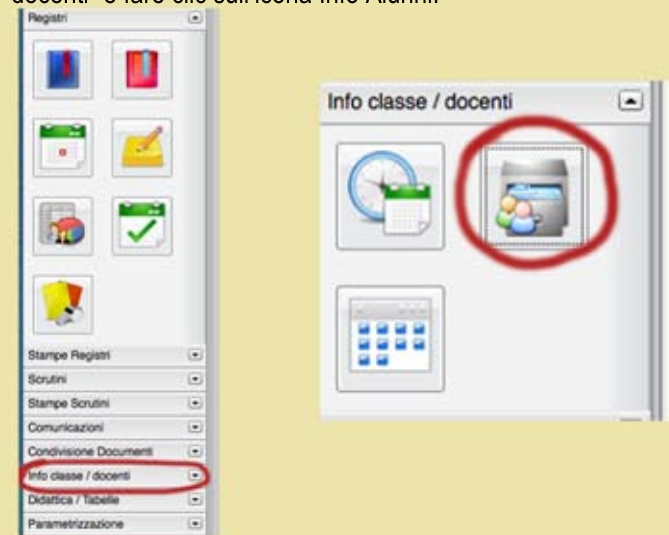 docenti" e fare clic sull'icona Info Alunni.
Registri
Stampe Registri
Scrutini
Stampe Scrutini
Comunicazioni
Condivisione Documenti
Info classe / docenti
Didattica / Tabelle
Parametrizzazione
Info classe / docenti